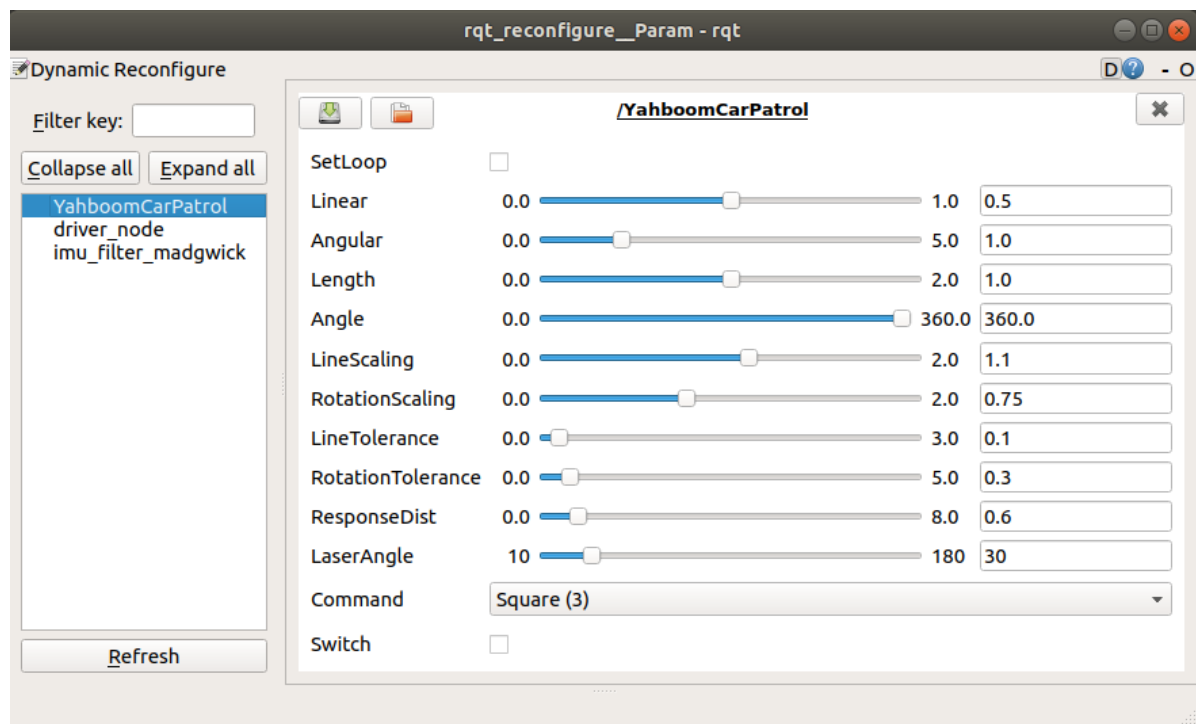 rqt_reconfigure__Param - rqt
Dynamic Reconfigure
D ? - O
Filter key:
Collapse all Expand all
YahboomCarPatrol
driver_node
imu_filter_madgwick
Refresh
/YahboomCarPatrol
SetLoop
Linear 0.0 1.0 0.5
Angular 0.0 5.0 1.0
Length 0.0 2.0 1.0
Angle 0.0 360.0 360.0
LineScaling 0.0 2.0 1.1
RotationScaling 0.0 2.0 0.75
LineTolerance 0.0 3.0 0.1
RotationTolerance 0.0 5.0 0.3
ResponseDist 0.0 8.0 0.6
LaserAngle 10 180 30
Command Square (3)
Switch